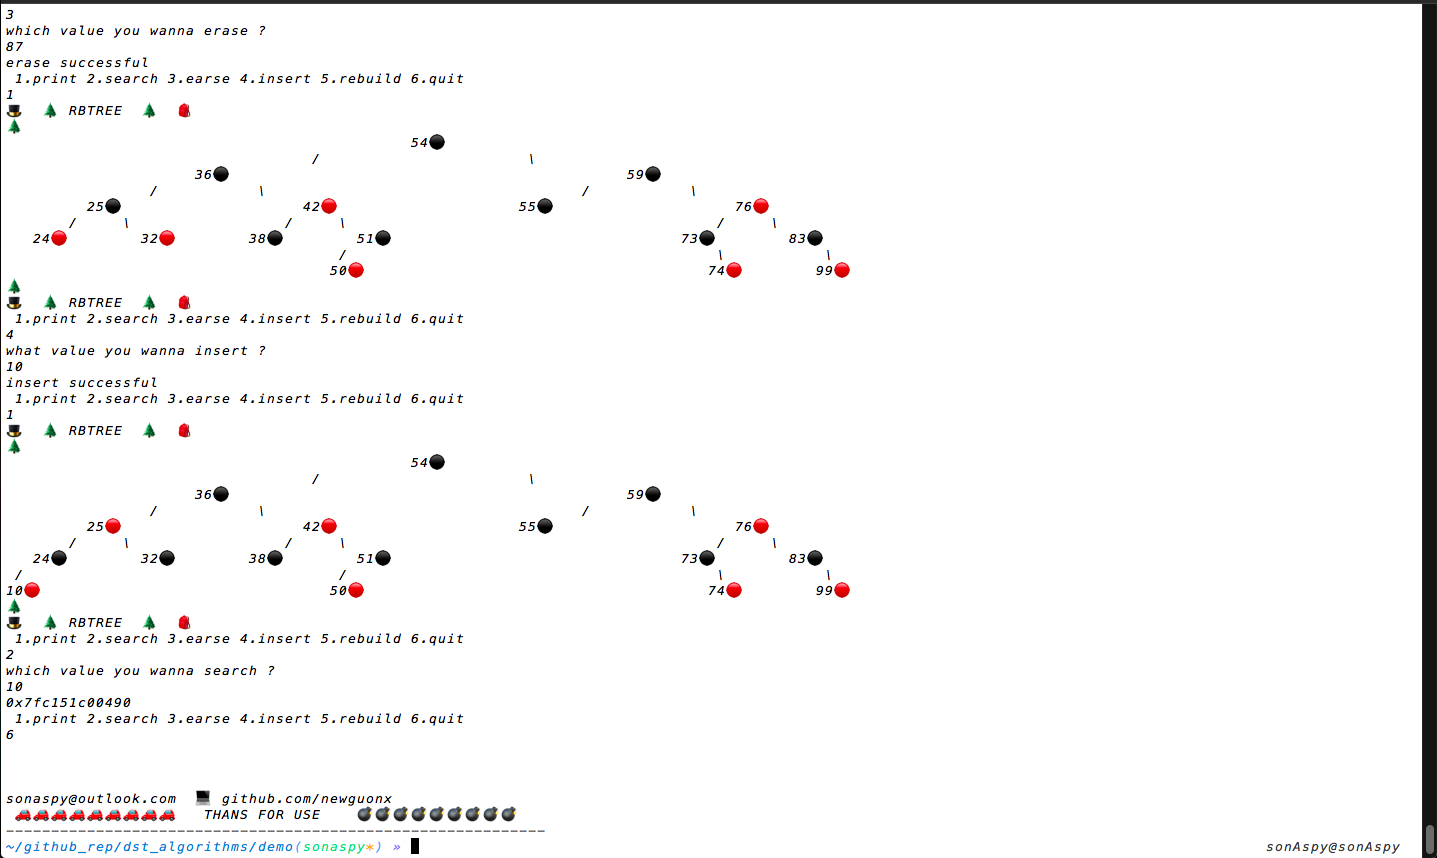 3
which value you wanna erase ?
87
erase successful
1.print 2.search 3.earse 4.insert 5.rebuild 6.quit
1
RBTREE
54
/ \
36 59
/ \ / \
25 42 55 76
/ \ / \ / \
24 32 38 51 73 83
/ \ \
50 74 99
RBTREE
1.print 2.search 3.earse 4.insert 5.rebuild 6.quit
4
what value you wanna insert ?
10
insert successful
1.print 2.search 3.earse 4.insert 5.rebuild 6.quit
1
RBTREE
54
/ \
36 59
/ \ / \
25 42 55 76
/ \ / \ / \
24 32 38 51 73 83
/ / \ \
10 50 74 99
RBTREE
1.print 2.search 3.earse 4.insert 5.rebuild 6.quit
2
which value you wanna search ?
10
0x7fc151c00490
1.print 2.search 3.earse 4.insert 5.rebuild 6.quit
6
sonaspy@outlook.com github.com/newguonx
THANS FOR USE
------------------------------------------------------------
~/github_rep/dst_algorithms/demo(sonaspy*) » sonAspy@sonAspy